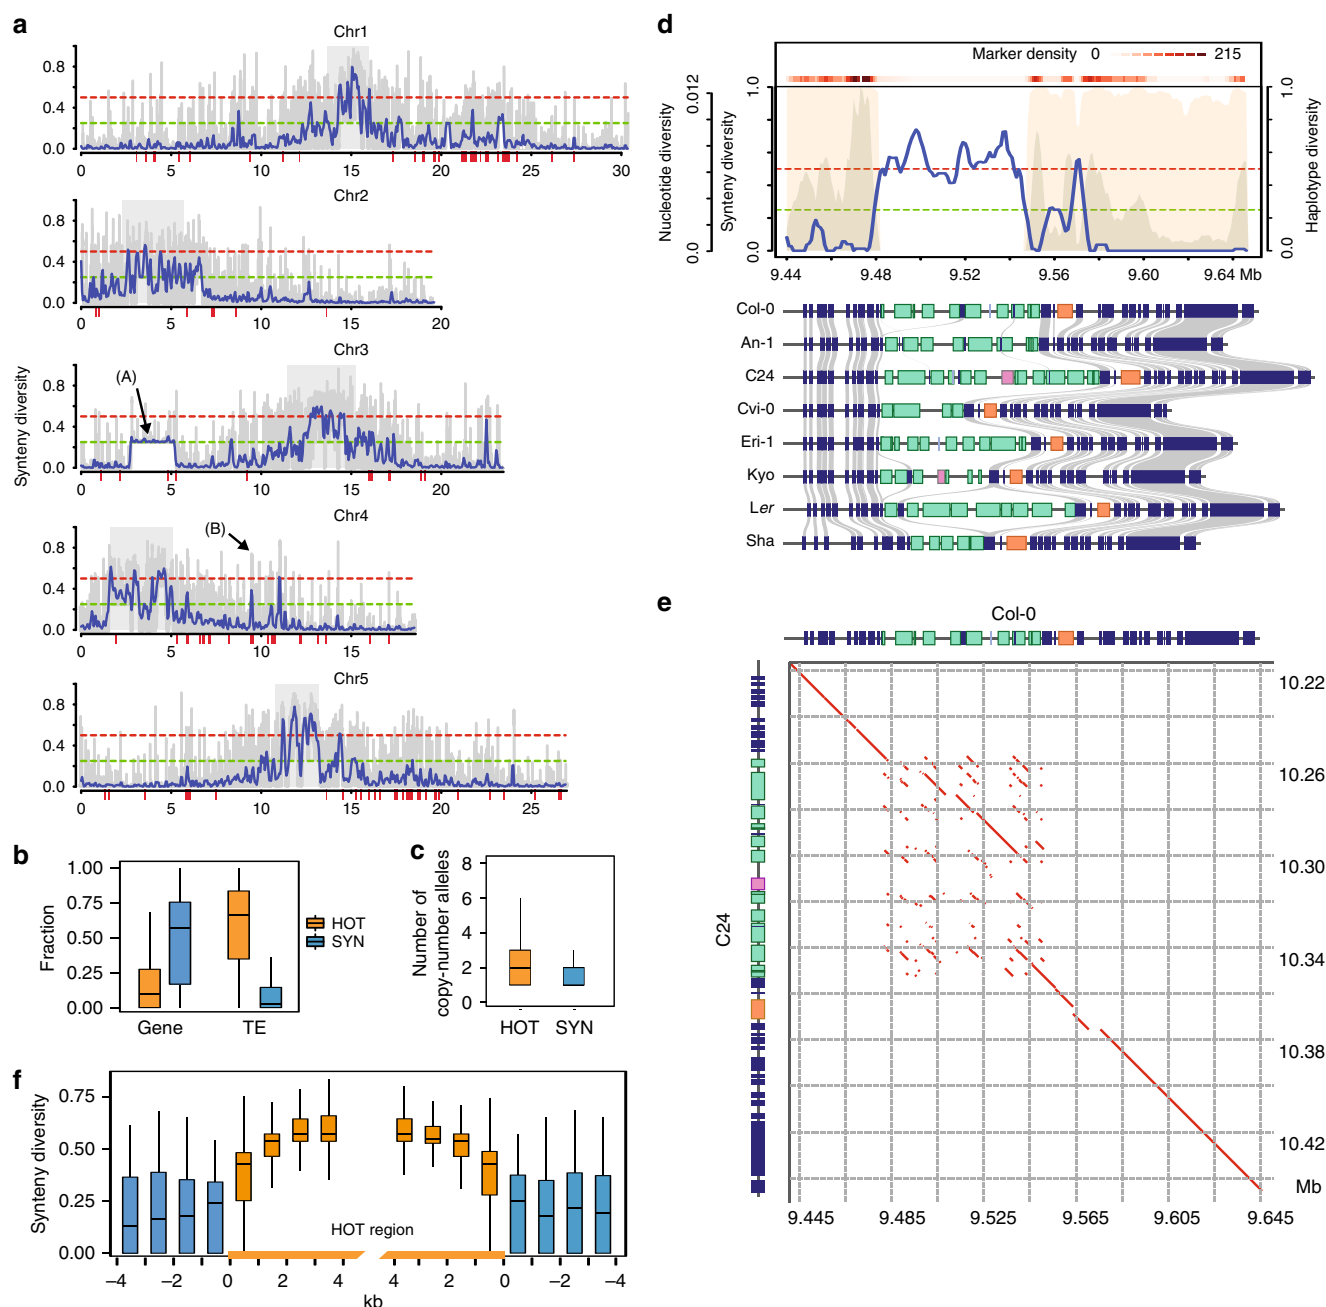 a
Chr1
0.8
0.4
0.0
0 5 10 15 20 25 30
Chr2
0.8
0.4
0.0
0 5 10 15 20
Chr3
(A)
0.8
0.4
0.0
0 5 10 15 20
Synteny diversity
Chr4
(B)
0.8
0.4
0.0
0 5 10 15
Chr5
0.8
0.4
0.0
0 5 10 15 20 25
b
1.00
0.75
0.50
0.25
0.00
Fraction
Gene TE
HOT
SYN
c
8
6
4
2
0
Number of
copy-number alleles
HOT SYN
d
Marker density 0 215
0.012
0.0
Nucleotide diversity
1.0
0.0
Synteny diversity
1.0
0.0
Haplotype diversity
9.44 9.48 9.52 9.56 9.60 9.64 Mb
Col-0
An-1
C24
Cvi-0
Eri-1
Kyo
Ler
Sha
e
Col-0
C24
10.22
10.26
10.30
10.34
10.38
10.42
Mb
9.445 9.485 9.525 9.565 9.605 9.645
f
0.75
0.50
0.25
0.00
Synteny diversity
HOT region
−4 −2 0 2 4 4 2 0 −2 −4
kb